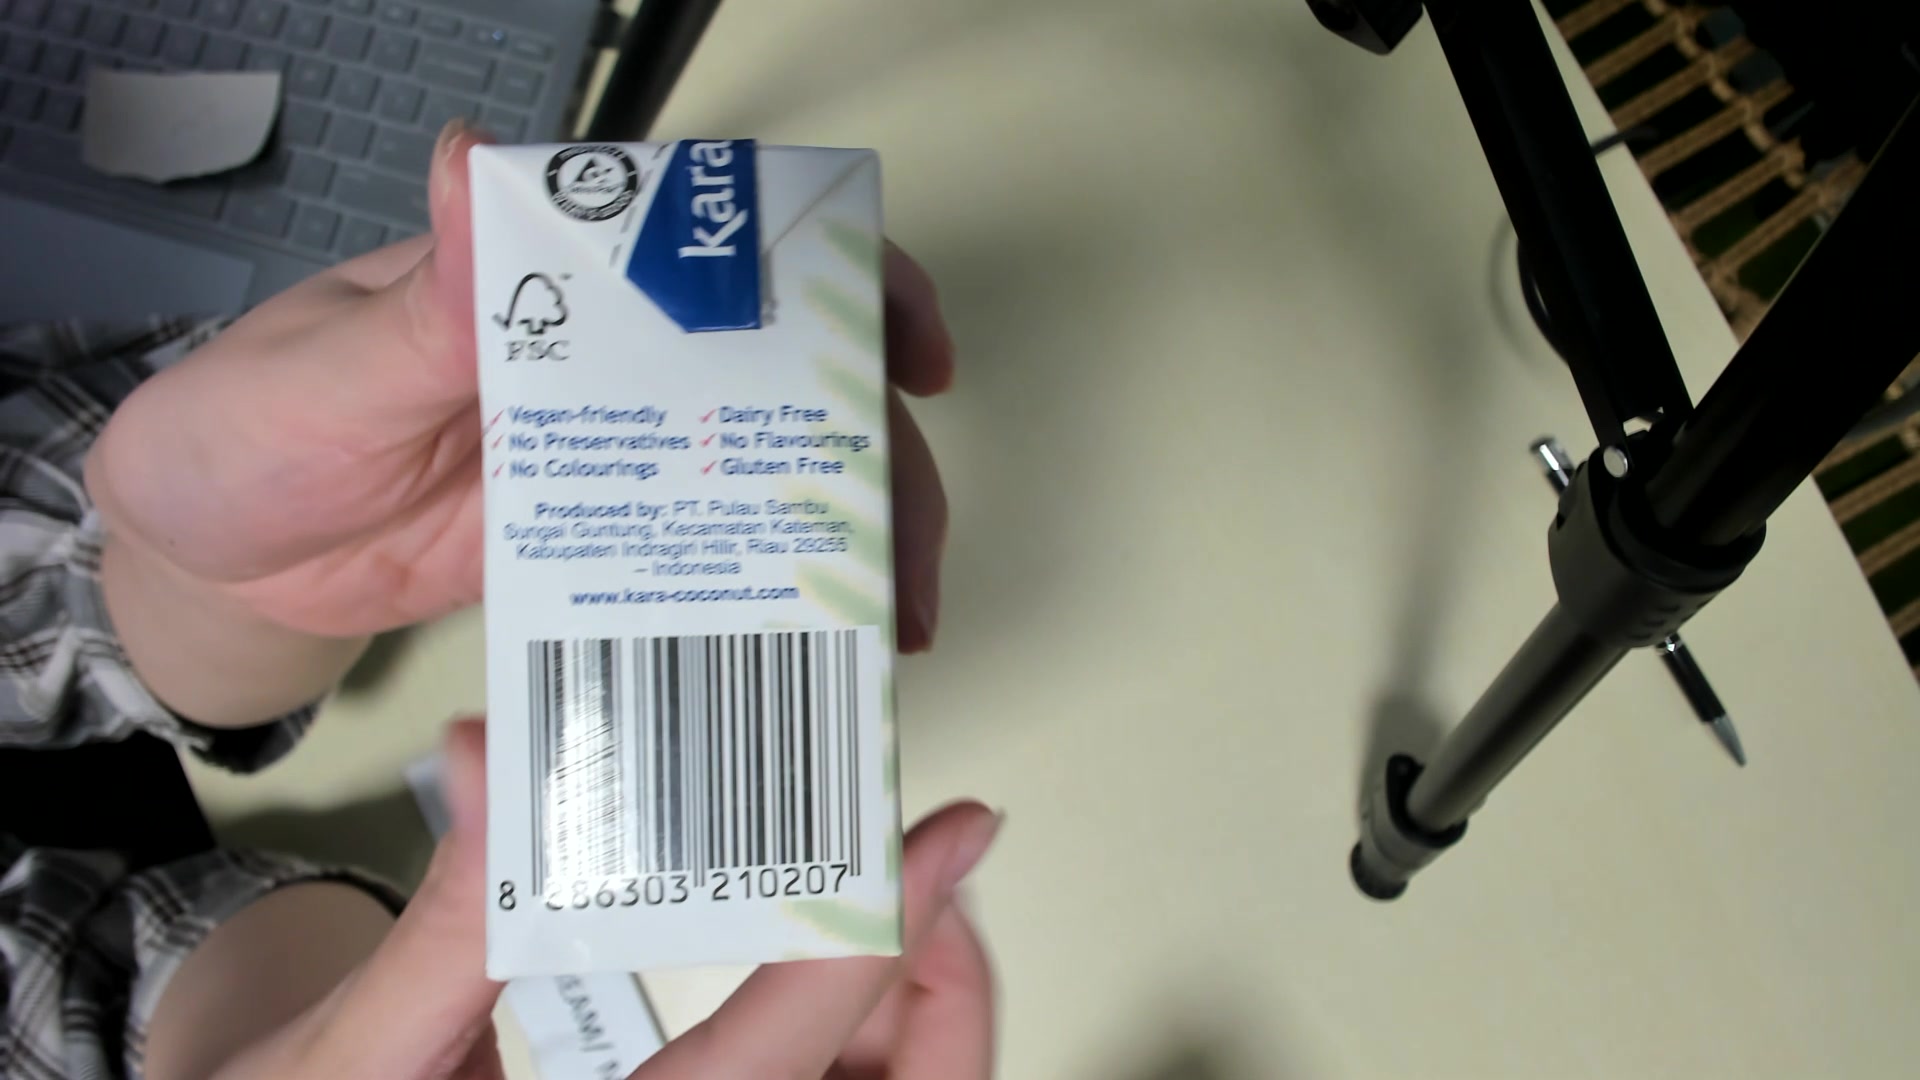 kara
FSC
Vegan-friendly Dairy Free
No Preservatives No Flavourings
No Colourings Gluten Free
Produced by: PT. Pulau Sambu
Sungai Guntung, Kecamatan Kateman,
Kabupaten Indragiri Hilir, Riau 29255
– Indonesia
www.kara-coconut.com
8 286303 210207